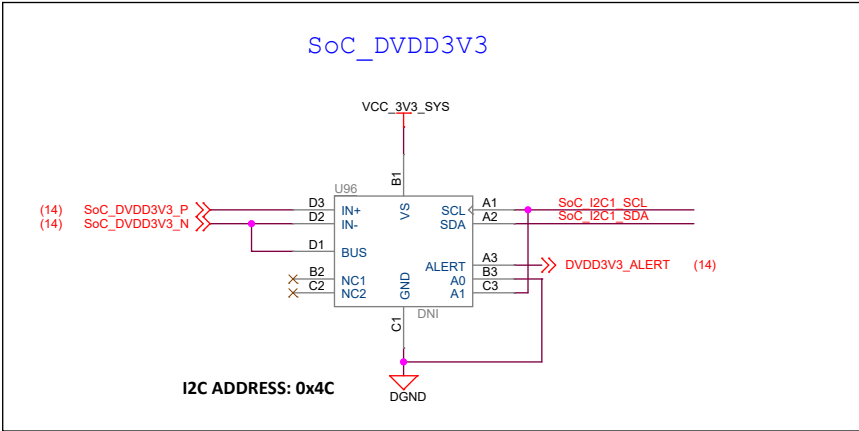 SoC_DVDD3V3
VCC_3V3_SYS
B1
U96
(14) SoC_DVDD3V3_P D3 IN+ VS SCL A1 SoC_I2C1_SCL
(14) SoC_DVDD3V3_N D2 IN- SDA A2 SoC_I2C1_SDA
D1 BUS
ALERT A3 DVDD3V3_ALERT (14)
B2 NC1 GND A0 B3
C2 NC2 A1 C3
DNI
C1
I2C ADDRESS: 0x4C
DGND